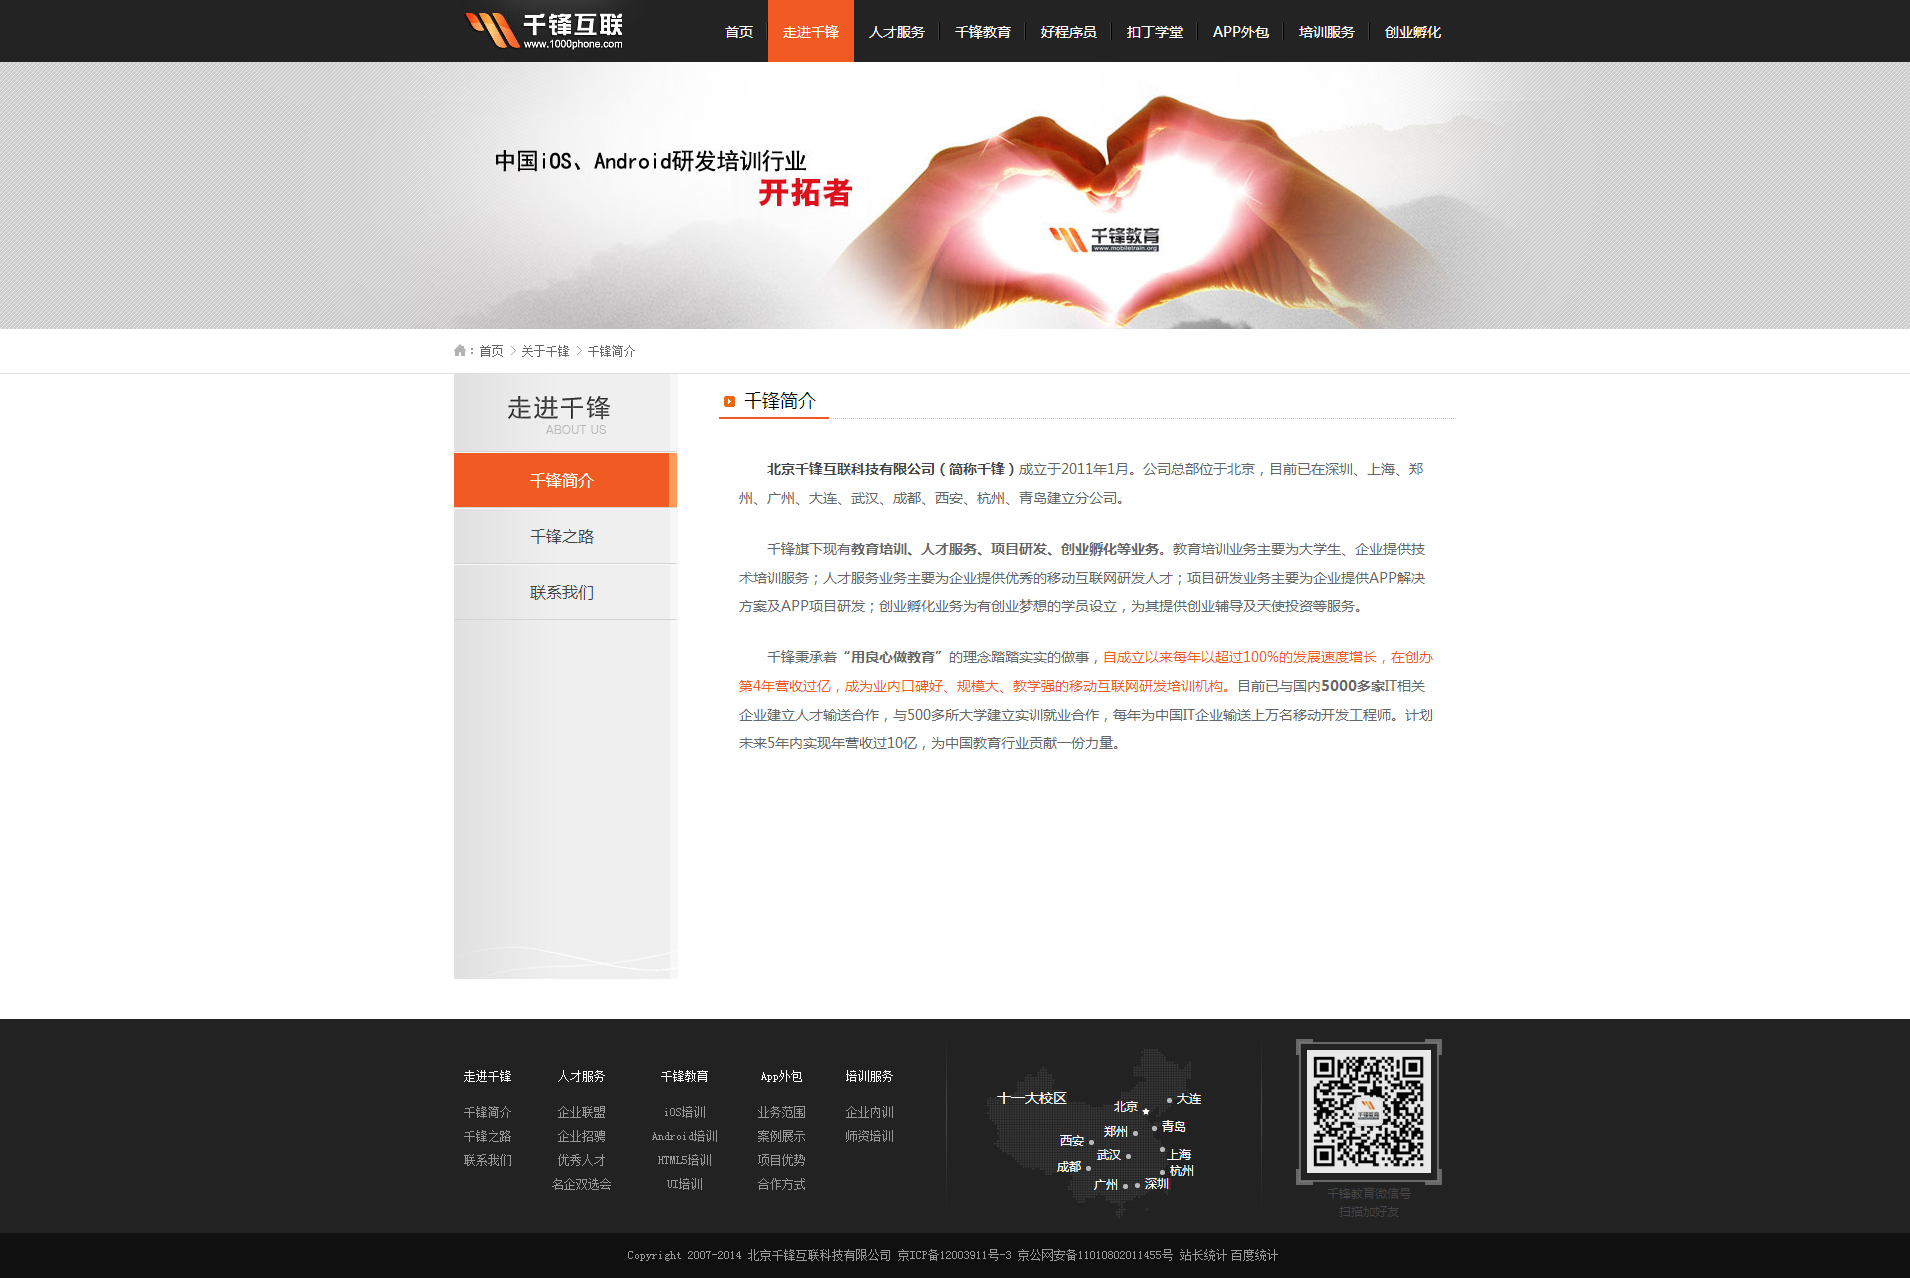 千锋互联
www.1000phone.com
首页 走进千锋 人才服务 千锋教育 好程序员 扣丁学堂 APP外包 培训服务 创业孵化
中国iOS、Android研发培训行业
开拓者
千锋教育
www.mobiletrain.org
: 首页 > 关于千锋 > 千锋简介
走进千锋
ABOUT US
千锋简介
千锋之路
联系我们
千锋简介
北京千锋互联科技有限公司（简称千锋）成立于2011年1月。公司总部位于北京，目前已在深圳、上海、郑
州、广州、大连、武汉、成都、西安、杭州、青岛建立分公司。
千锋旗下现有教育培训、人才服务、项目研发、创业孵化等业务。教育培训业务主要为大学生、企业提供技
术培训服务；人才服务业务主要为企业提供优秀的移动互联网研发人才；项目研发业务主要为企业提供APP解决
方案及APP项目研发；创业孵化业务为有创业梦想的学员设立，为其提供创业辅导及天使投资等服务。
千锋秉承着“用良心做教育”的理念踏踏实实的做事，自成立以来每年以超过100%的发展速度增长，在创办
第4年营收过亿，成为业内口碑好、规模大、教学强的移动互联网研发培训机构。目前已与国内5000多家IT相关
企业建立人才输送合作，与500多所大学建立实训就业合作，每年为中国IT企业输送上万名移动开发工程师。计划
未来5年内实现年营收过10亿，为中国教育行业贡献一份力量。
走进千锋 人才服务 千锋教育 App外包 培训服务
千锋简介 企业联盟 iOS培训 业务范围 企业内训
千锋之路 企业招聘 Android培训 案例展示 师资培训
联系我们 优秀人才 HTML5培训 项目优势
名企双选会 UI培训 合作方式
十一大校区
北京
大连
郑州
青岛
西安
武汉
上海
成都
杭州
广州
深圳
千锋教育
千锋教育微信号
扫描加好友
Copyright 2007-2014 北京千锋互联科技有限公司 京ICP备12003911号-3 京公网安备11010802011455号 站长统计 百度统计